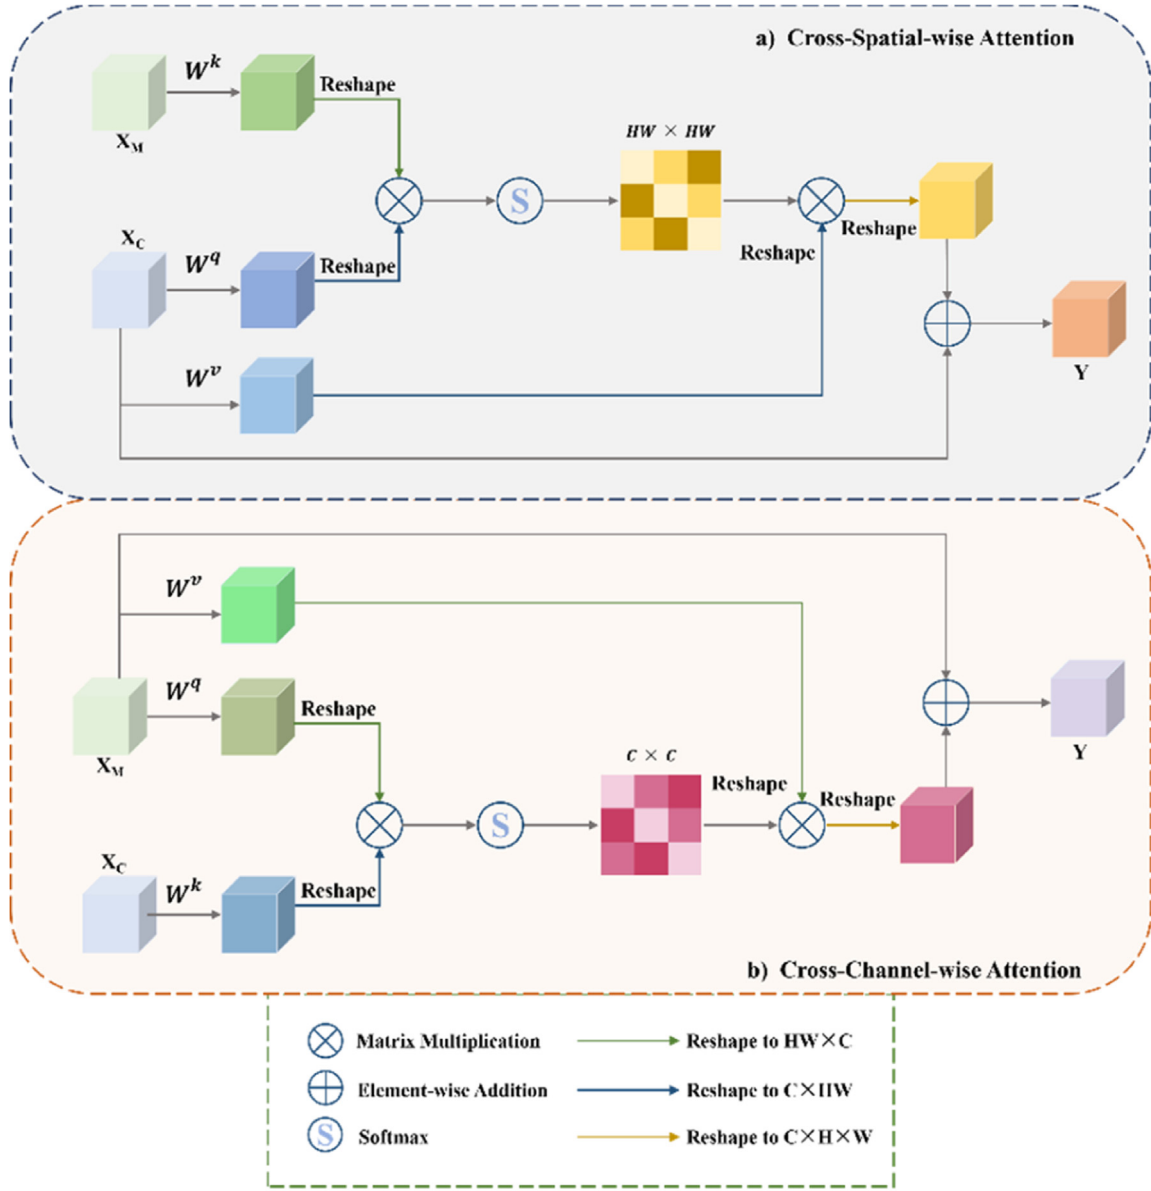 a) Cross-Spatial-wise Attention
W^k
Reshape
X_M
HW × HW
S
X_C
W^q
Reshape
Reshape
Reshape
W^v
Y
W^v
W^q
Reshape
X_M
C × C
Y
Reshape
Reshape
S
X_C
W^k
Reshape
b) Cross-Channel-wise Attention
Matrix Multiplication
Reshape to HW×C
Element-wise Addition
Reshape to C×HW
S
Softmax
Reshape to C×H×W